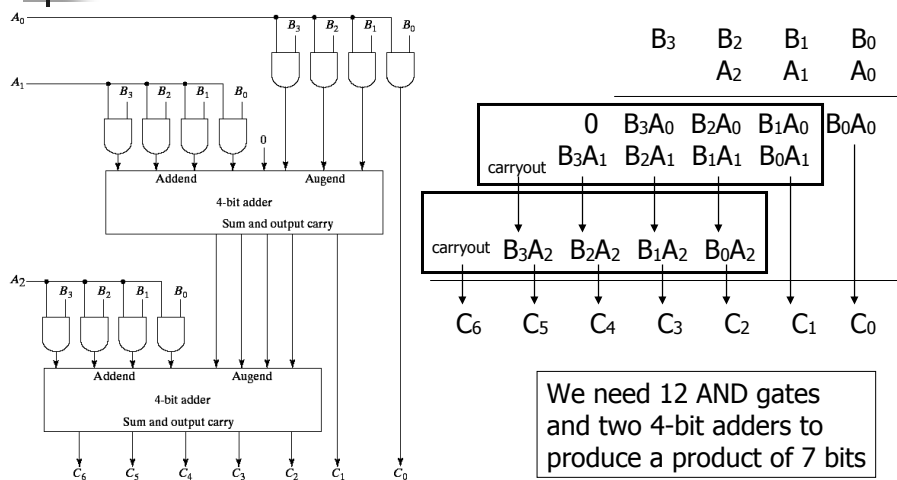 A₀
B₃ B₂ B₁ B₀
A₁
B₃ B₂ B₁ B₀
0
Addend Augend
4-bit adder
Sum and output carry
A₂
B₃ B₂ B₁ B₀
Addend Augend
4-bit adder
Sum and output carry
C₆ C₅ C₄ C₃ C₂ C₁ C₀
B₃ B₂ B₁ B₀
A₂ A₁ A₀
0 B₃A₀ B₂A₀ B₁A₀ B₀A₀
carryout B₃A₁ B₂A₁ B₁A₁ B₀A₁
carryout B₃A₂ B₂A₂ B₁A₂ B₀A₂
C₆ C₅ C₄ C₃ C₂ C₁ C₀
We need 12 AND gates
and two 4-bit adders to
produce a product of 7 bits